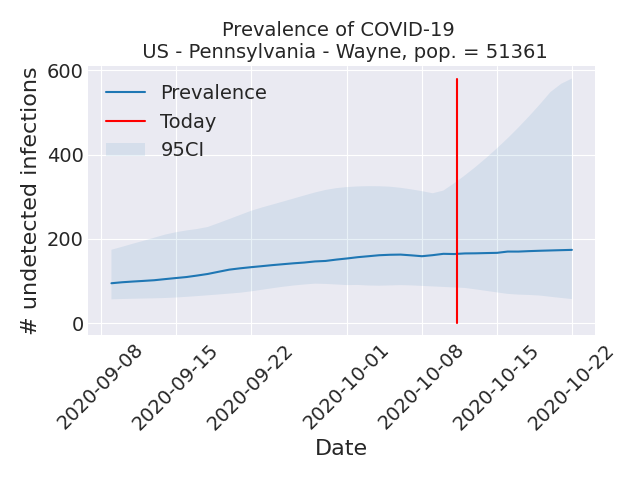 Prevalence of COVID-19
US - Pennsylvania - Wayne, pop. = 51361
# undetected infections
600
400
200
0
Prevalence
Today
95CI
2020-09-08
2020-09-15
2020-09-22
2020-10-01
2020-10-08
2020-10-15
2020-10-22
Date